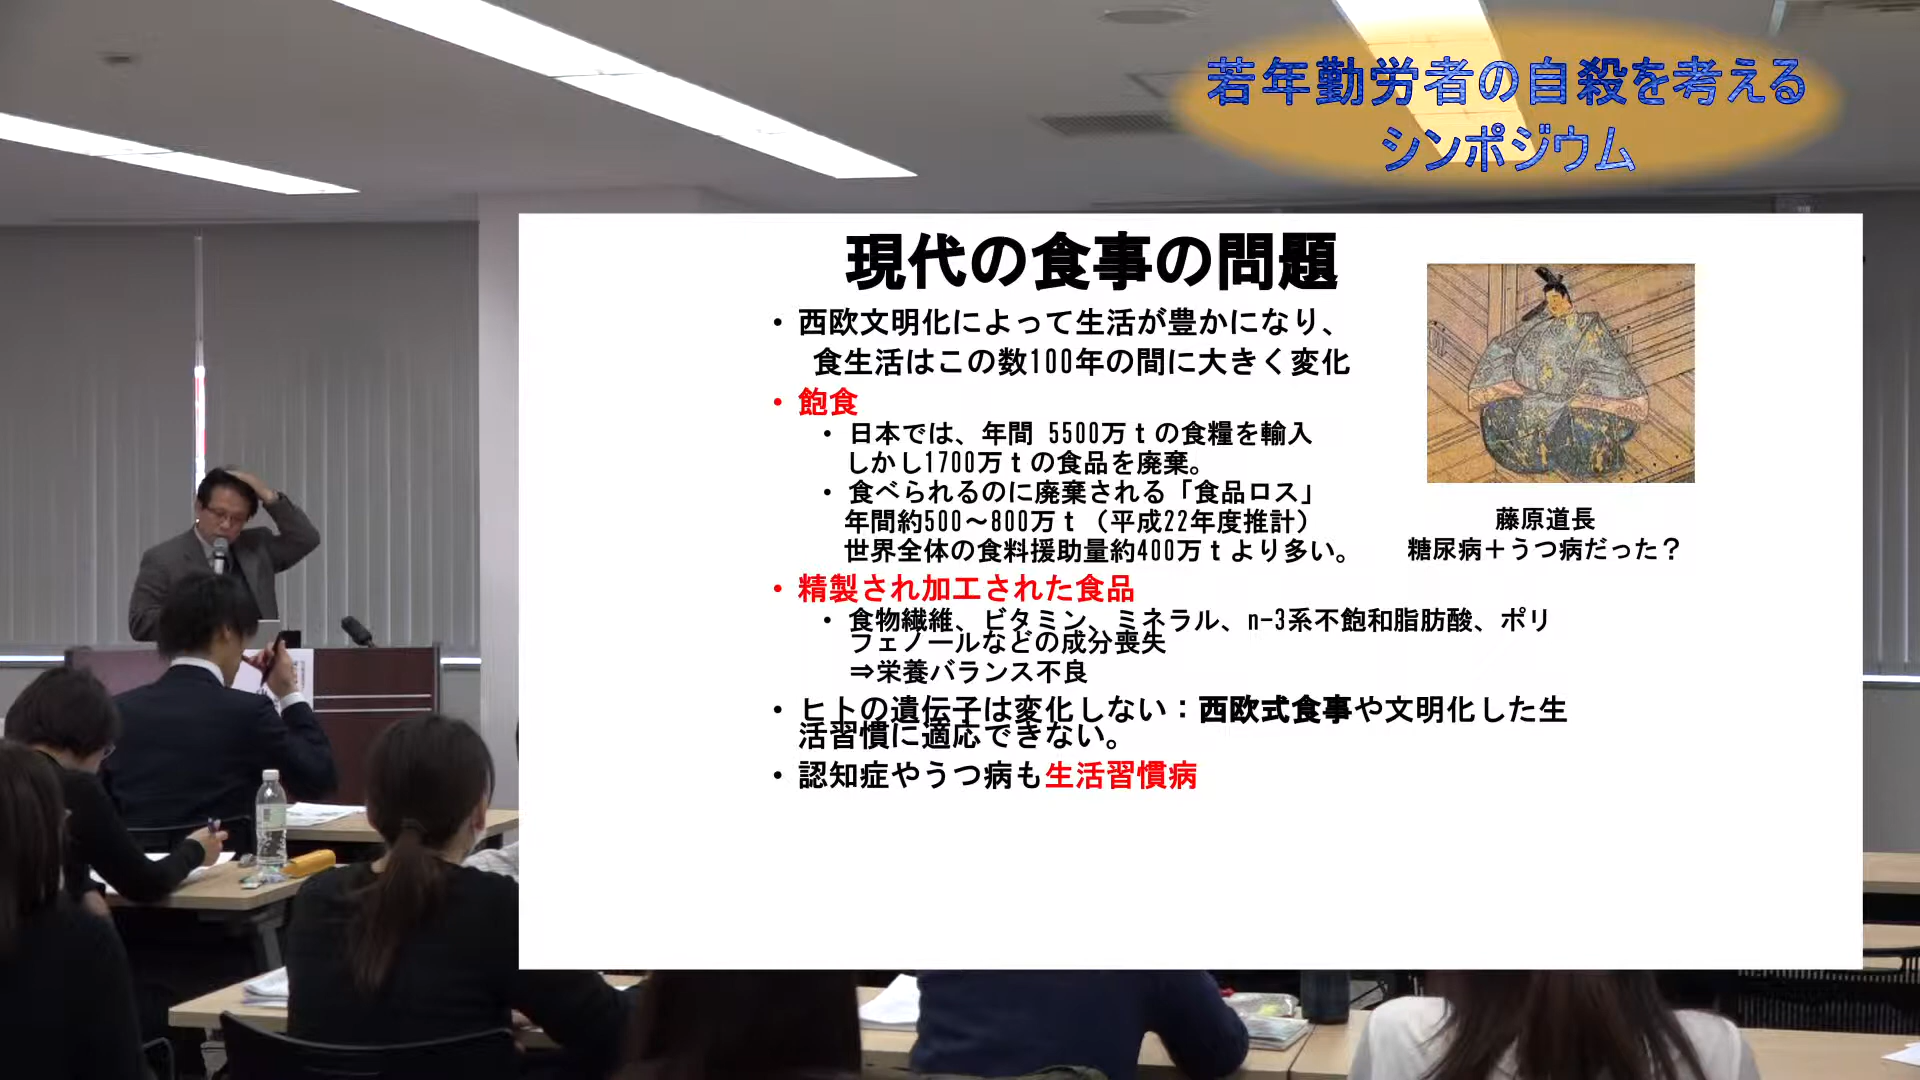 若年勤労者の自殺を考える
シンポジウム
現代の食事の問題
・西欧文明化によって生活が豊かになり、
食生活はこの数100年の間に大きく変化
・飽食
・日本では、年間 5500万ｔの食糧を輸入
しかし1700万ｔの食品を廃棄。
・食べられるのに廃棄される「食品ロス」
年間約500～800万ｔ（平成22年度推計）
世界全体の食料援助量約400万ｔより多い。
・精製され加工された食品
・食物繊維、ビタミン、ミネラル、n-3系不飽和脂肪酸、ポリ
フェノールなどの成分喪失
⇒栄養バランス不良
・ヒトの遺伝子は変化しない：西欧式食事や文明化した生
活習慣に適応できない。
・認知症やうつ病も生活習慣病
藤原道長
糖尿病＋うつ病だった？